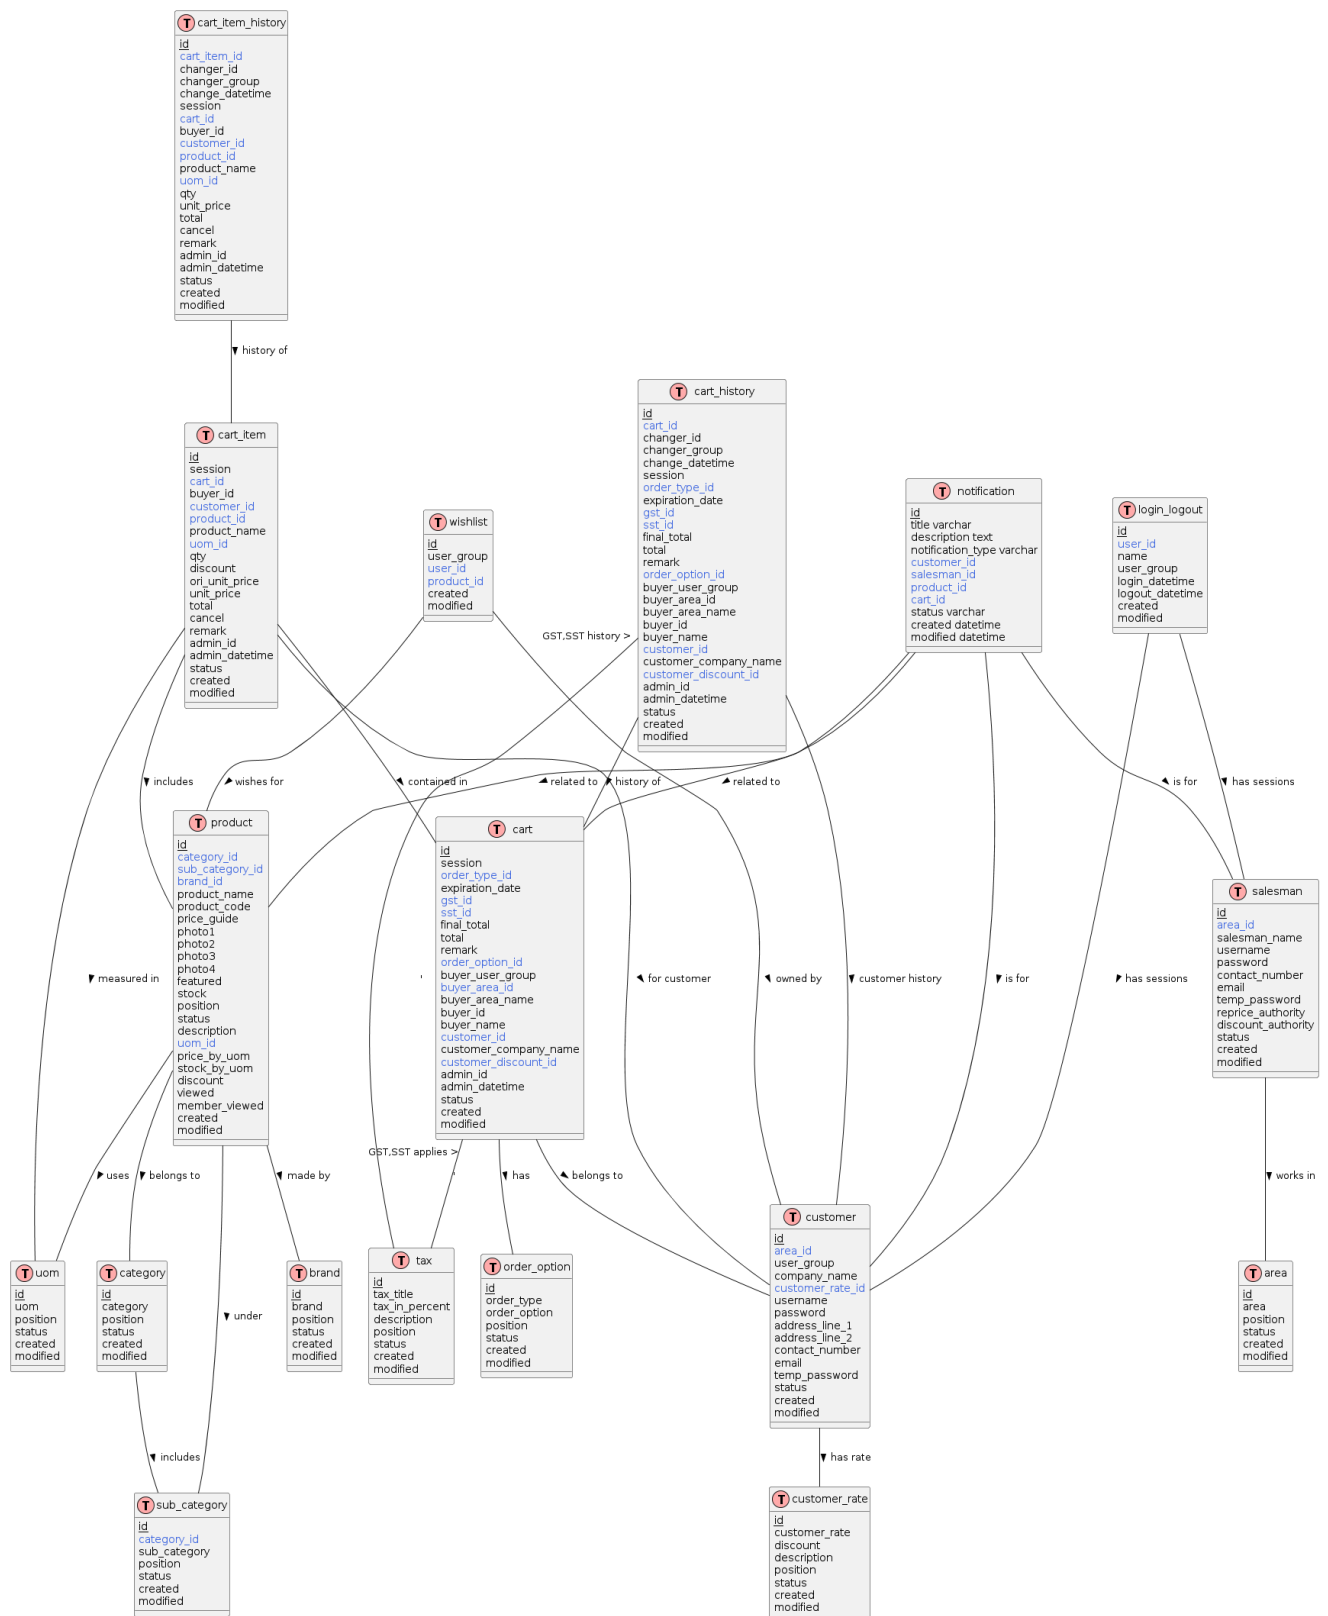 T cart_item_history
id
cart_item_id
changer_id
changer_group
change_datetime
session
cart_id
buyer_id
customer_id
product_id
product_name
uom_id
qty
unit_price
total
cancel
remark
admin_id
admin_datetime
status
created
modified
history of
T cart_item
id
session
cart_id
buyer_id
customer_id
product_id
product_name
uom_id
qty
discount
ori_unit_price
unit_price
total
cancel
remark
admin_id
admin_datetime
status
created
modified
T wishlist
id
user_group
user_id
product_id
created
modified
T cart_history
id
cart_id
changer_id
changer_group
change_datetime
session
order_type_id
expiration_date
gst_id
sst_id
final_total
total
remark
order_option_id
buyer_user_group
buyer_area_id
buyer_area_name
buyer_id
buyer_name
customer_id
customer_company_name
customer_discount_id
admin_id
admin_datetime
status
created
modified
T notification
id
title varchar
description text
notification_type varchar
customer_id
salesman_id
product_id
cart_id
status varchar
created datetime
modified datetime
T login_logout
id
user_id
name
user_group
login_datetime
logout_datetime
created
modified
GST,SST history >
includes
wishes for
contained in
related to
history of
related to
is for
has sessions
T product
id
category_id
sub_category_id
brand_id
product_name
product_code
price_guide
photo1
photo2
photo3
photo4
featured
stock
position
status
description
uom_id
price_by_uom
stock_by_uom
discount
viewed
member_viewed
created
modified
T cart
id
session
order_type_id
expiration_date
gst_id
sst_id
final_total
total
remark
order_option_id
buyer_user_group
buyer_area_id
buyer_area_name
buyer_id
buyer_name
customer_id
customer_company_name
customer_discount_id
admin_id
admin_datetime
status
created
modified
T salesman
id
area_id
salesman_name
username
password
contact_number
email
temp_password
reprice_authority
discount_authority
status
created
modified
measured in
'
for customer
owned by
customer history
is for
has sessions
GST,SST applies >
'
uses
belongs to
made by
has
belongs to
works in
T uom
id
uom
position
status
created
modified
T category
id
category
position
status
created
modified
under
T brand
id
brand
position
status
created
modified
T tax
id
tax_title
tax_in_percent
description
position
status
created
modified
T order_option
id
order_type
order_option
position
status
created
modified
T customer
id
area_id
user_group
company_name
customer_rate_id
username
password
address_line_1
address_line_2
contact_number
email
temp_password
status
created
modified
T area
id
area
position
status
created
modified
includes
has rate
T sub_category
id
category_id
sub_category
position
status
created
modified
T customer_rate
id
customer_rate
discount
description
position
status
created
modified